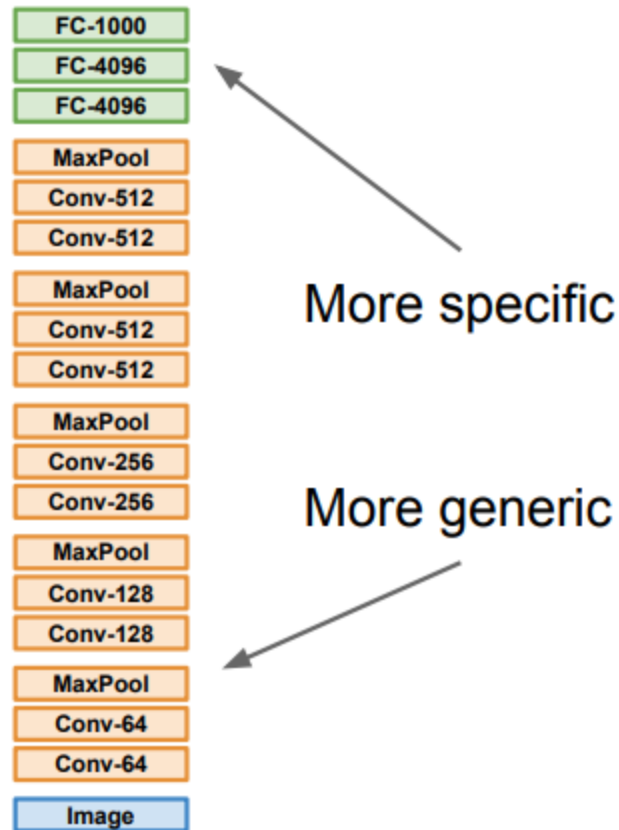 FC-1000
FC-4096
FC-4096
MaxPool
Conv-512
Conv-512
MaxPool
Conv-512
Conv-512
MaxPool
Conv-256
Conv-256
MaxPool
Conv-128
Conv-128
MaxPool
Conv-64
Conv-64
Image
More specific
More generic